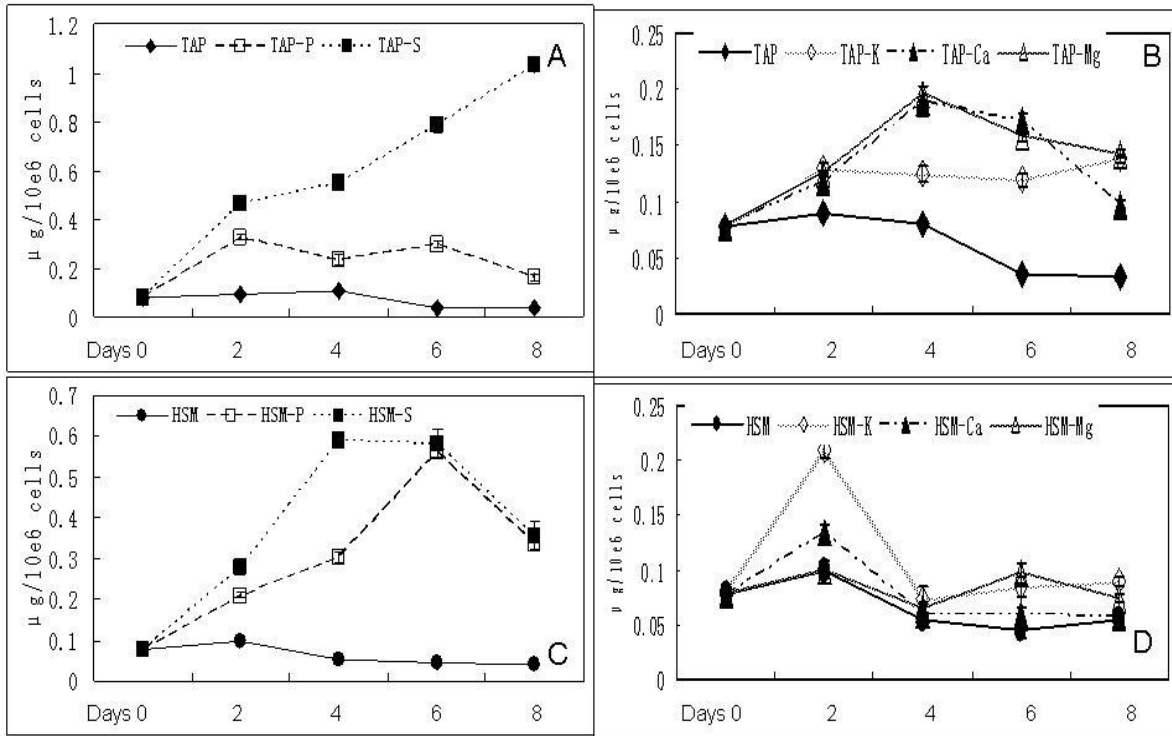 1.2
1
0.8
0.6
0.4
0.2
0
μ g/10e6 cells
TAP TAP-P TAP-S
A
Days 0 2 4 6 8
0.25
0.2
0.15
0.1
0.05
0
μ g/10e6 cells
TAP TAP-K TAP-Ca TAP-Mg
B
Days 0 2 4 6 8
0.7
0.6
0.5
0.4
0.3
0.2
0.1
0
μ g/10e6 cells
HSM HSM-P HSM-S
C
Days 0 2 4 6 8
0.25
0.2
0.15
0.1
0.05
0
μ g/10e6 cells
HSM HSM-K HSM-Ca HSM-Mg
D
Days 0 2 4 6 8